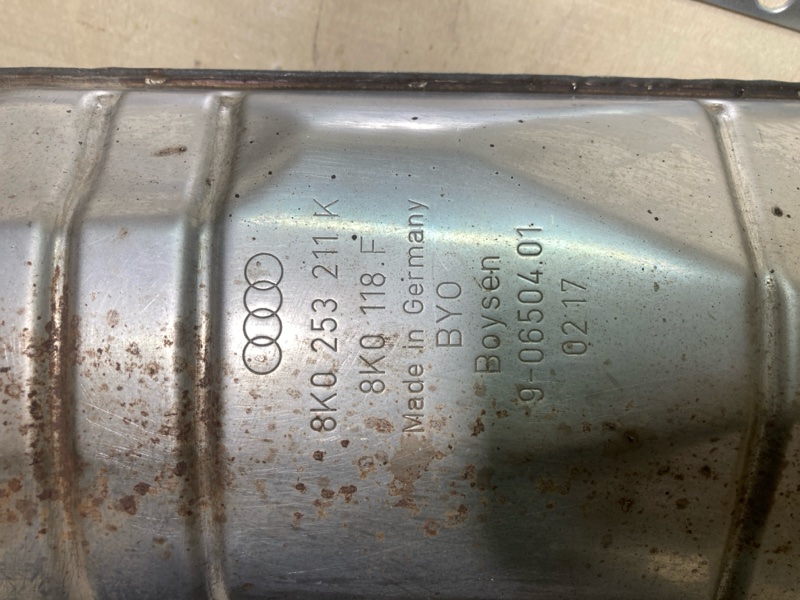 8K0 253 211 K
8K0 118.F
Made in Germany
BYO
Boysen
9-06504.01
02 17